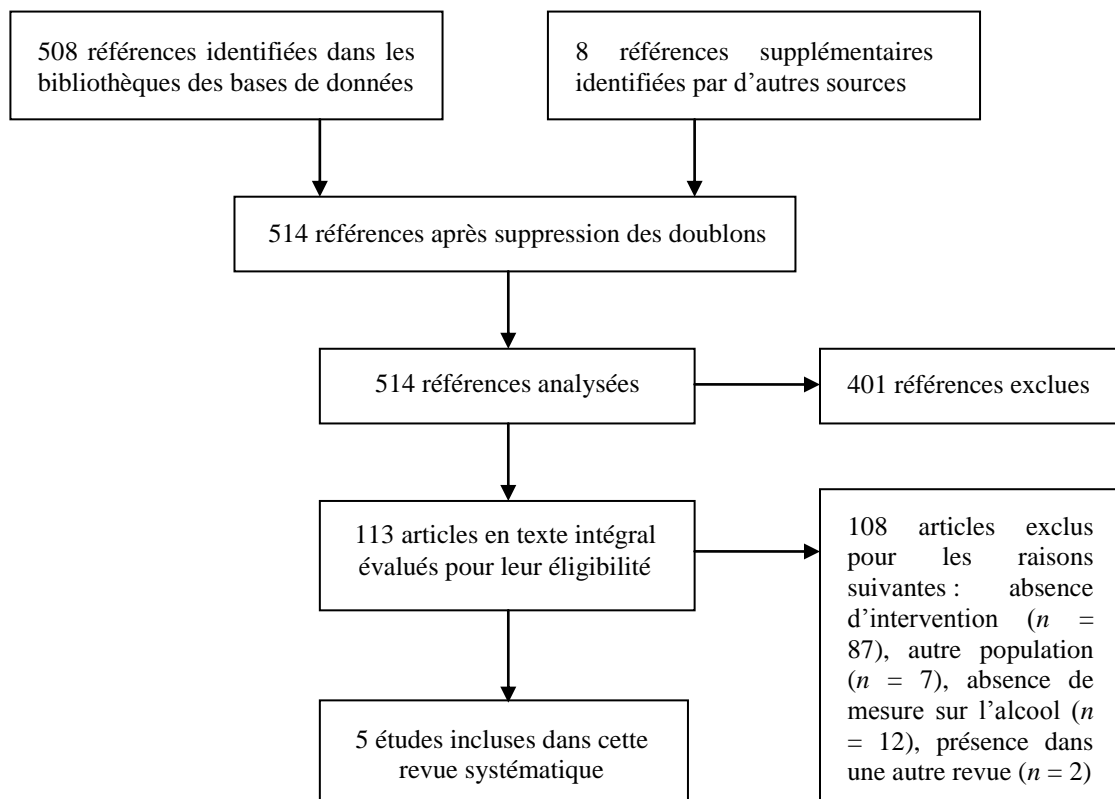 508 références identifiées dans les
bibliothèques des bases de données
8 références supplémentaires
identifiées par d’autres sources
514 références après suppression des doublons
514 références analysées
401 références exclues
113 articles en texte intégral
évalués pour leur éligibilité
108 articles exclus
pour les raisons
suivantes : absence
d’intervention (n =
87), autre population
(n = 7), absence de
mesure sur l’alcool (n
= 12), présence dans
une autre revue (n = 2)
5 études incluses dans cette
revue systématique